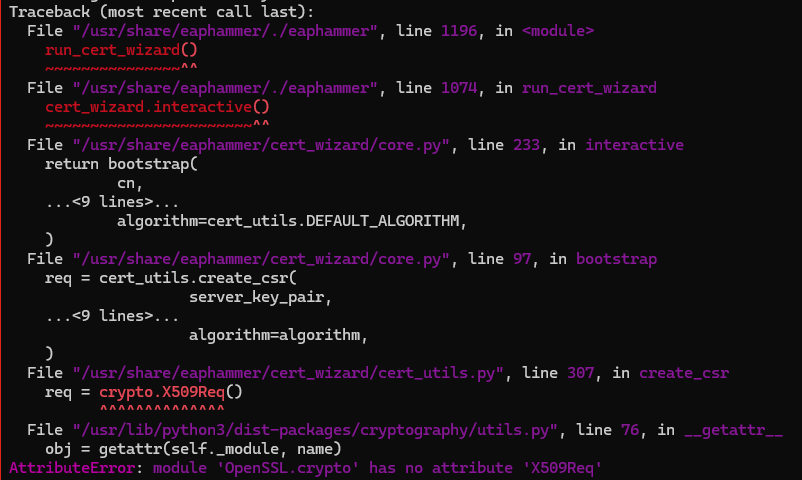 Traceback (most recent call last):
  File "/usr/share/eaphammer/./eaphammer", line 1196, in <module>
    run_cert_wizard()
    ~~~~~~~~~~~~~~~^^
  File "/usr/share/eaphammer/./eaphammer", line 1074, in run_cert_wizard
    cert_wizard.interactive()
    ~~~~~~~~~~~~~~~~~~~~~~~^^
  File "/usr/share/eaphammer/cert_wizard/core.py", line 233, in interactive
    return bootstrap(
            cn,
    ...<9 lines>...
            algorithm=cert_utils.DEFAULT_ALGORITHM,
    )
  File "/usr/share/eaphammer/cert_wizard/core.py", line 97, in bootstrap
    req = cert_utils.create_csr(
                    server_key_pair,
    ...<9 lines>...
                    algorithm=algorithm,
    )
  File "/usr/share/eaphammer/cert_wizard/cert_utils.py", line 307, in create_csr
    req = crypto.X509Req()
          ^^^^^^^^^^^^^^
  File "/usr/lib/python3/dist-packages/cryptography/utils.py", line 76, in __getattr__
    obj = getattr(self._module, name)
AttributeError: module 'OpenSSL.crypto' has no attribute 'X509Req'